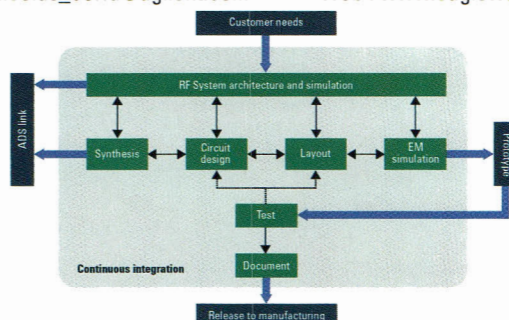 Customer needs
RF System architecture and simulation
ADS link
Synthesis
Circuit
design
Layout
EM
simulation
Prototype
Test
Continuous integration
Document
Release to manufacturing